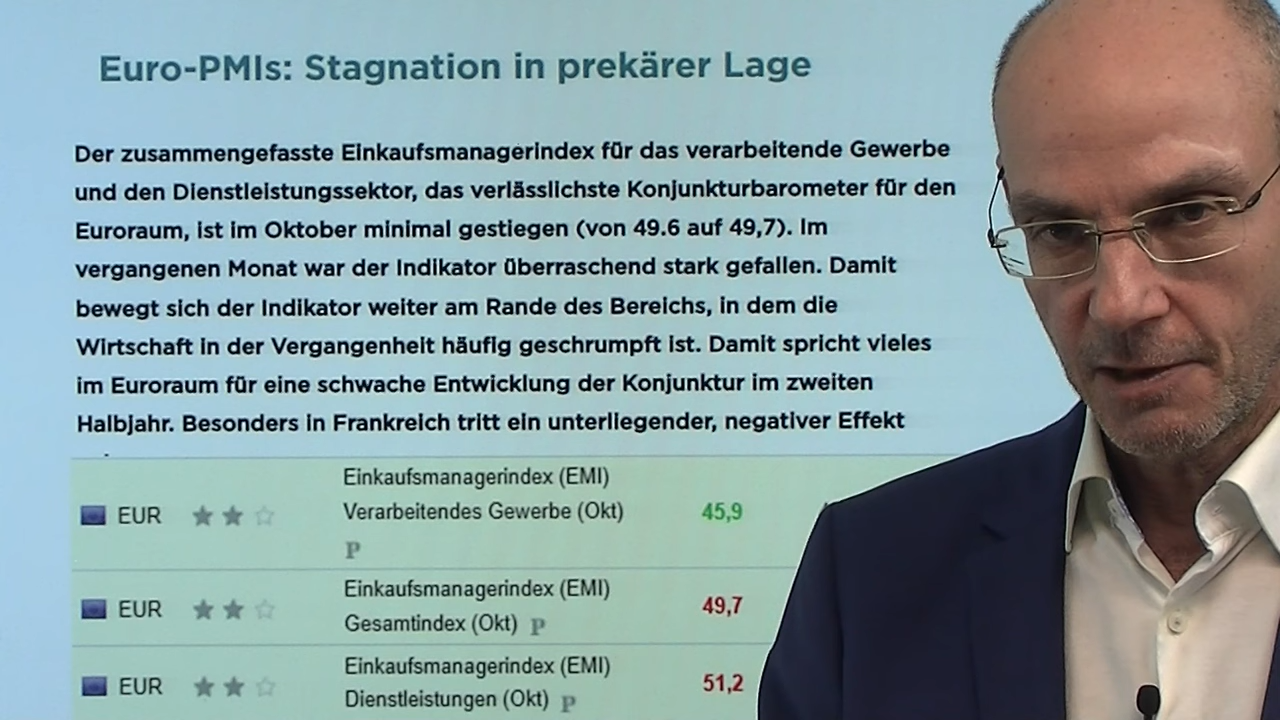 Euro-PMIs: Stagnation in prekärer Lage
Der zusammengefasste Einkaufsmanagerindex für das verarbeitende Gewerbe
und den Dienstleistungssektor, das verlässlichste Konjunkturbarometer für den
Euroraum, ist im Oktober minimal gestiegen (von 49.6 auf 49,7). Im
vergangenen Monat war der Indikator überraschend stark gefallen. Damit
bewegt sich der Indikator weiter am Rande des Bereichs, in dem die
Wirtschaft in der Vergangenheit häufig geschrumpft ist. Damit spricht vieles
im Euroraum für eine schwache Entwicklung der Konjunktur im zweiten
Halbjahr. Besonders in Frankreich tritt ein unterliegender, negativer Effekt
Einkaufsmanagerindex (EMI)
EUR Verarbeitendes Gewerbe (Okt) 45,9
P
Einkaufsmanagerindex (EMI)
EUR Gesamtindex (Okt) P 49,7
Einkaufsmanagerindex (EMI)
EUR Dienstleistungen (Okt) P 51,2